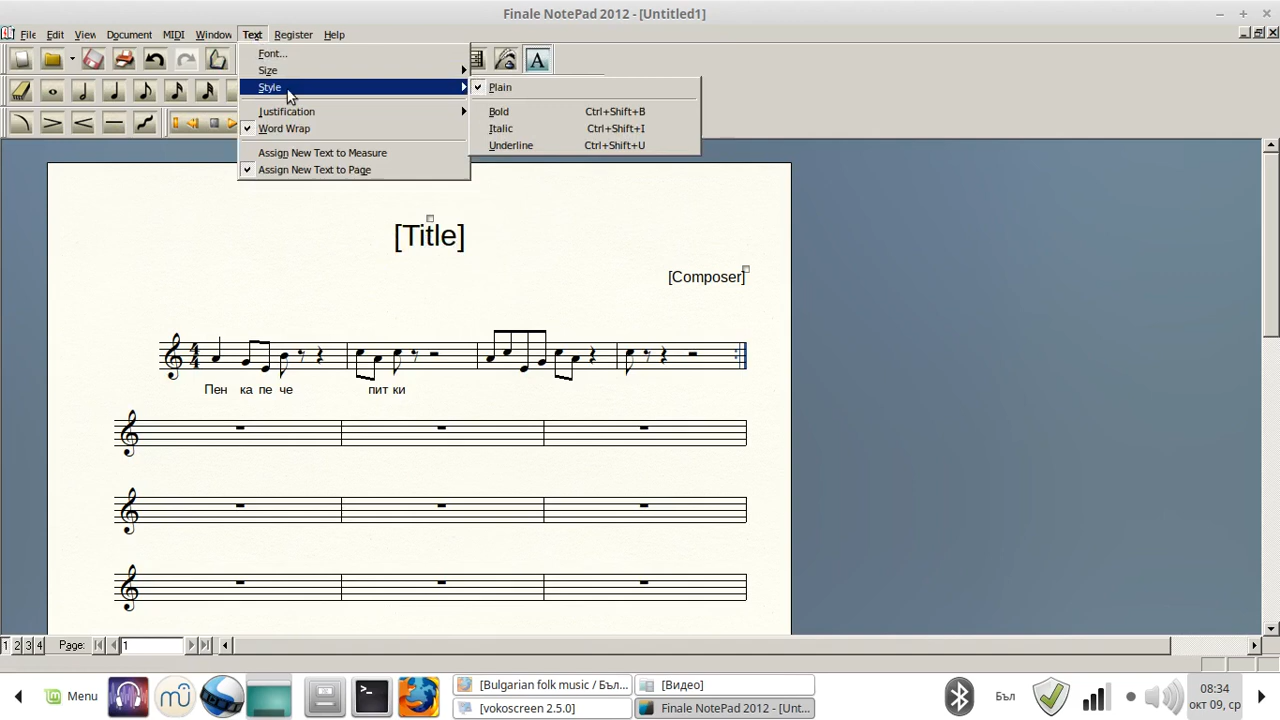 Finale NotePad 2012 - [Untitled1]
File Edit View Document MIDI Window Text Register Help
Font...
Size
Style
Plain
Justification
Bold Ctrl+Shift+B
Word Wrap
Italic Ctrl+Shift+I
Underline Ctrl+Shift+U
Assign New Text to Measure
Assign New Text to Page
A
[Title]
[Composer]
4
4
Пен ка пе че пит ки
1 2 3 4 Page: 1
Menu
[Bulgarian folk music / Бъл...
[Видео]
[vokoscreen 2.5.0]
Finale NotePad 2012 - [Unt...
Бъл
08:34
окт 09, ср